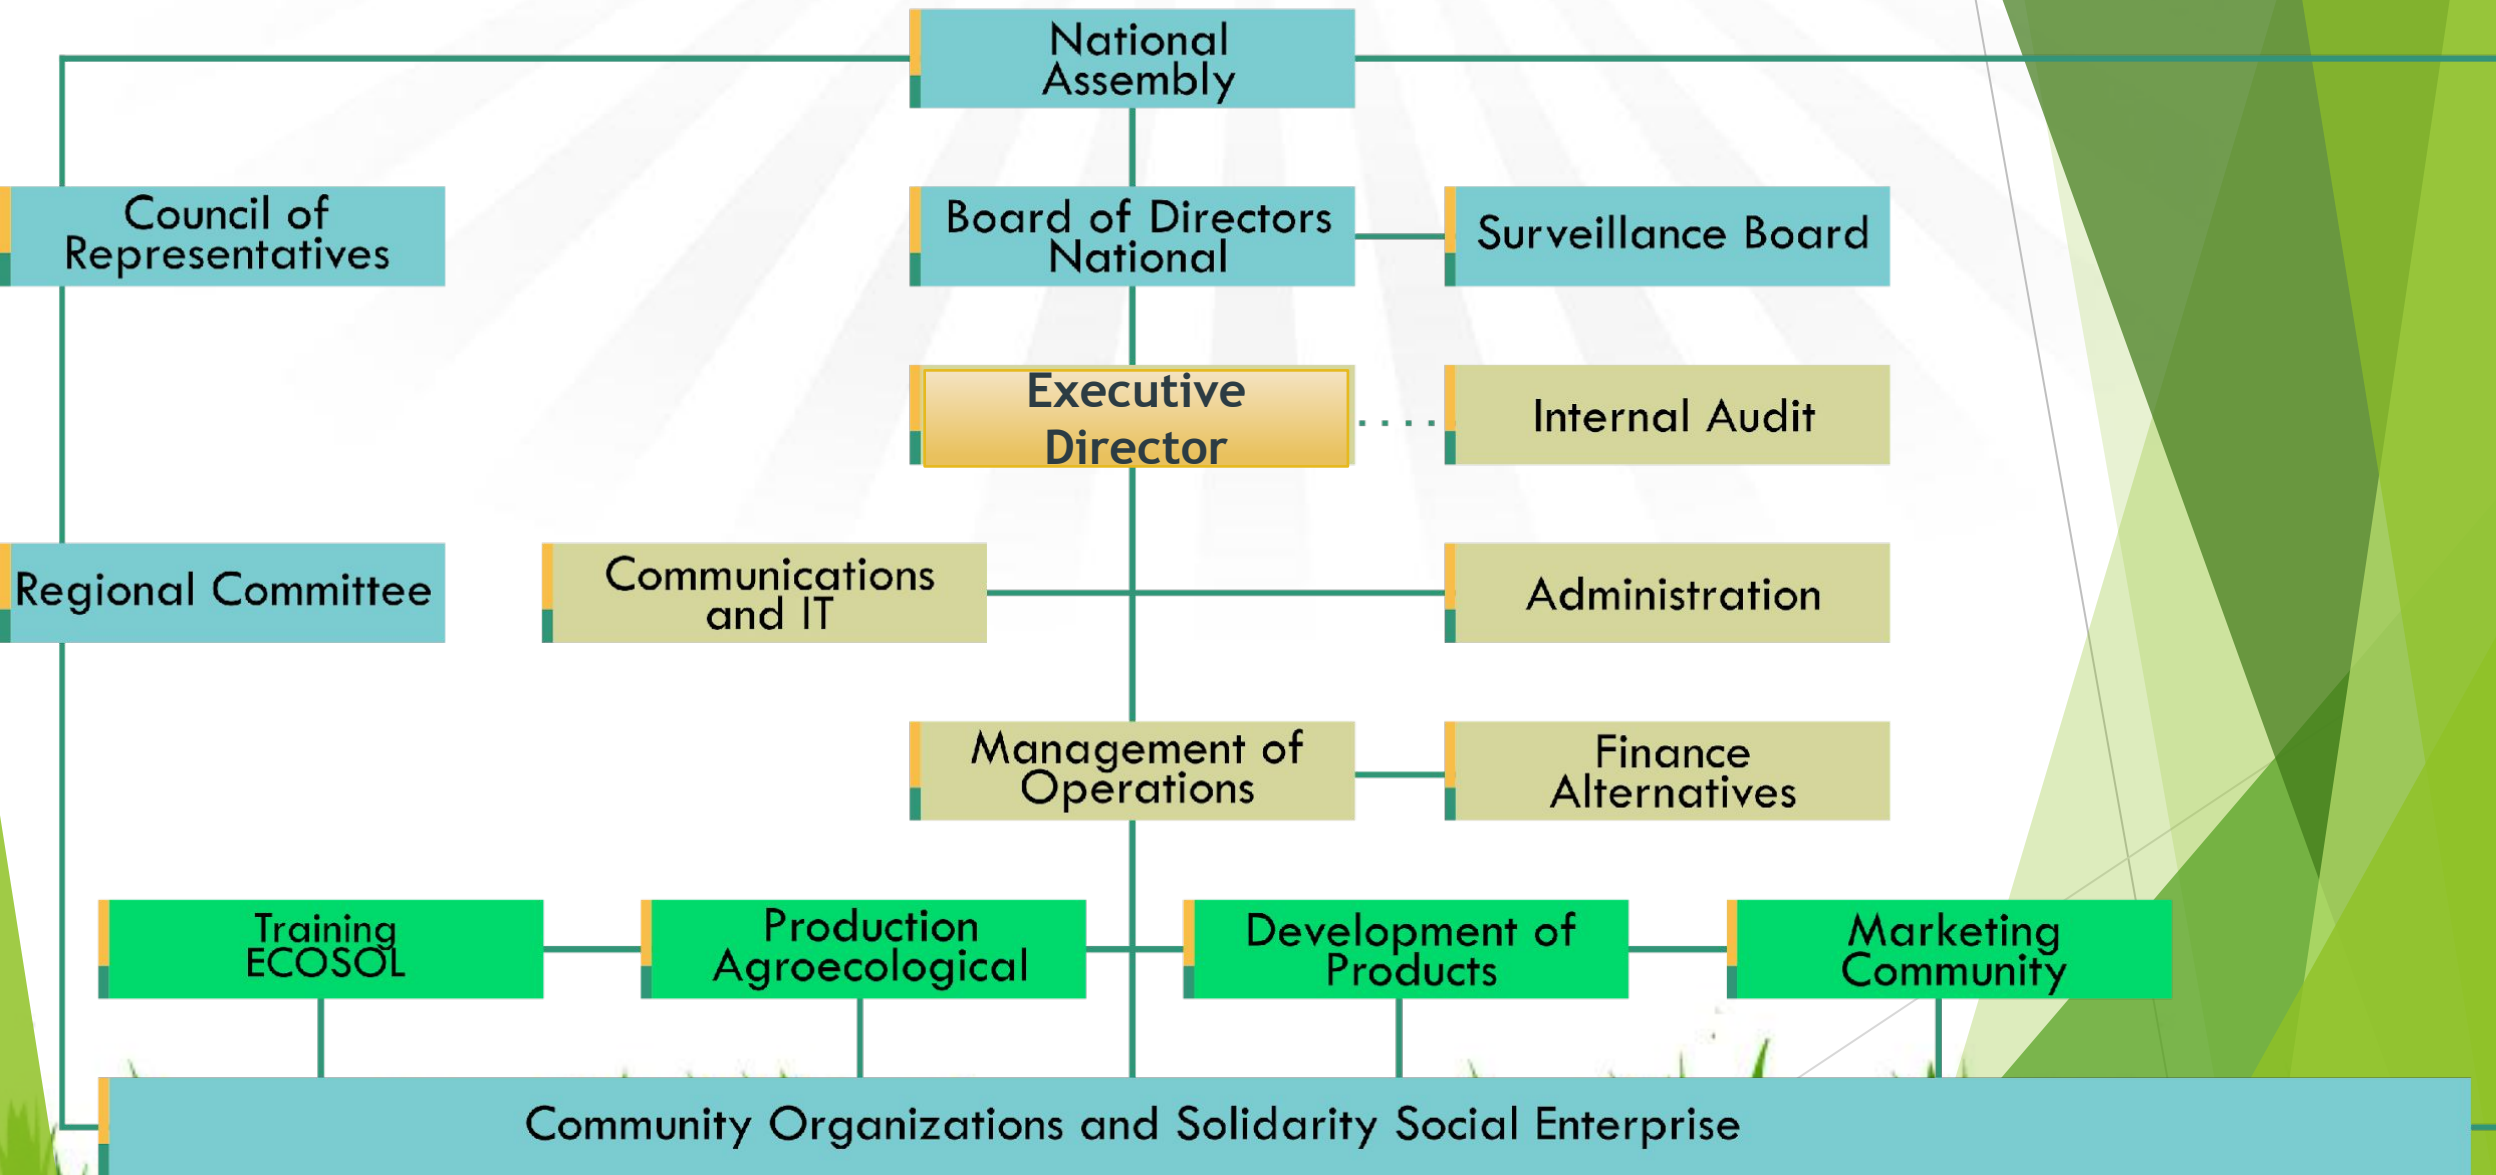 National
Assembly
Council of
Representatives
Board of Directors
National
Surveillance Board
Executive
Director
Internal Audit
Regional Committee
Communications
and IT
Administration
Management of
Operations
Finance
Alternatives
Training
ECOSOL
Production
Agroecological
Development of
Products
Marketing
Community
Community Organizations and Solidarity Social Enterprise